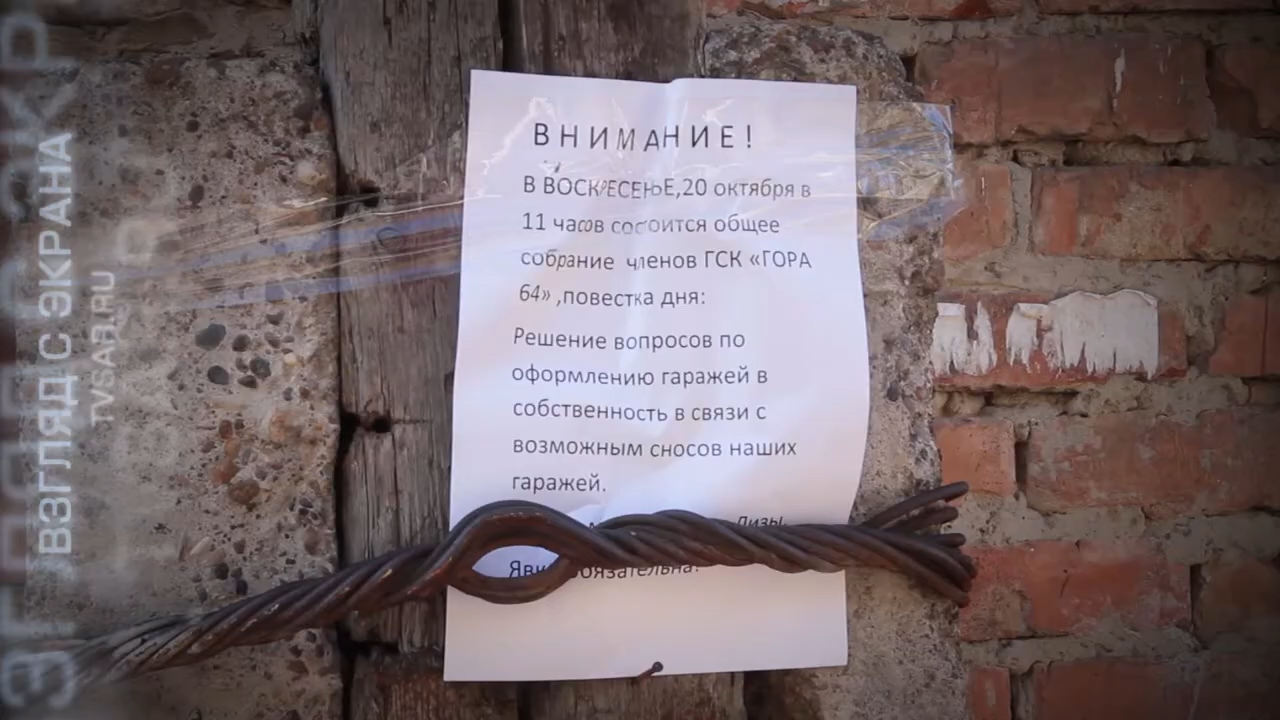 ВНИМАНИЕ!
В ВОСКРЕСЕНЬЕ,20 октября в
11 часов состоится общее
собрание членов ГСК «ГОРА
64» ,повестка дня:
Решение вопросов по
оформлению гаражей в
собственность в связи с
возможным сносов наших
гаражей.
Явка обязательна!
ВЗГЛЯД С ЭКРАНА
TVSAR.RU